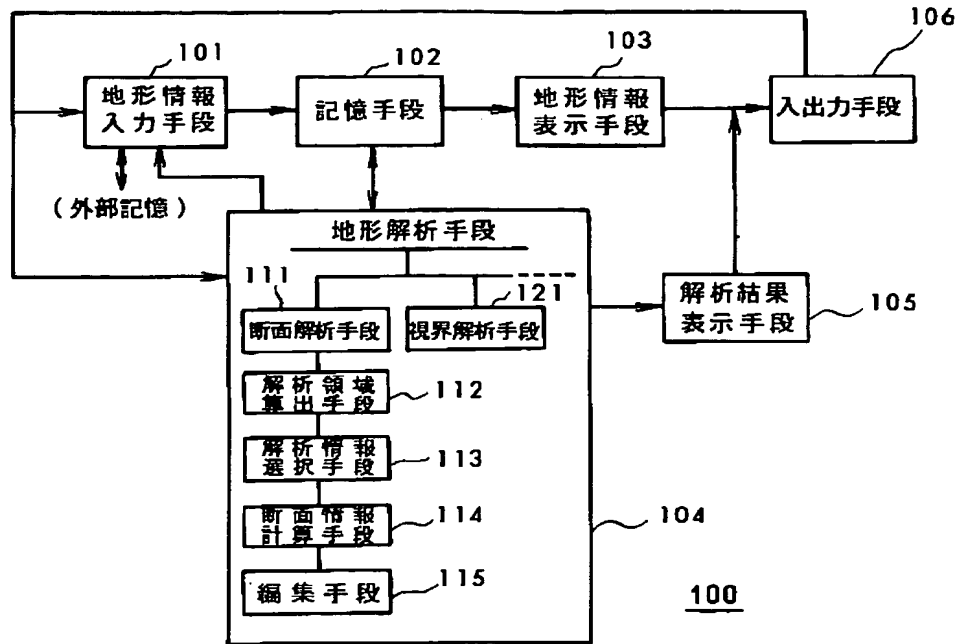 101
地形情報
入力手段
102
記憶手段
103
地形情報
表示手段
106
入出力手段
(外部記憶)
地形解析手段
111
断面解析手段
121
視界解析手段
解析結果
表示手段
105
解析領域
算出手段
112
解析情報
選択手段
113
断面情報
計算手段
114
104
編集手段
115
100